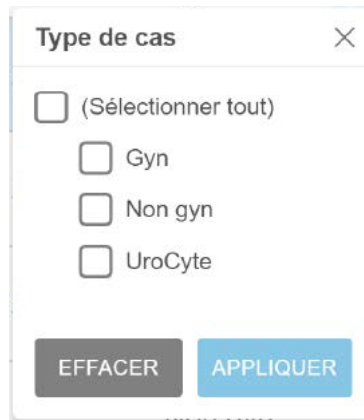 Type de cas
(Sélectionner tout)
Gyn
Non gyn
UroCyte
EFFACER APPLIQUER